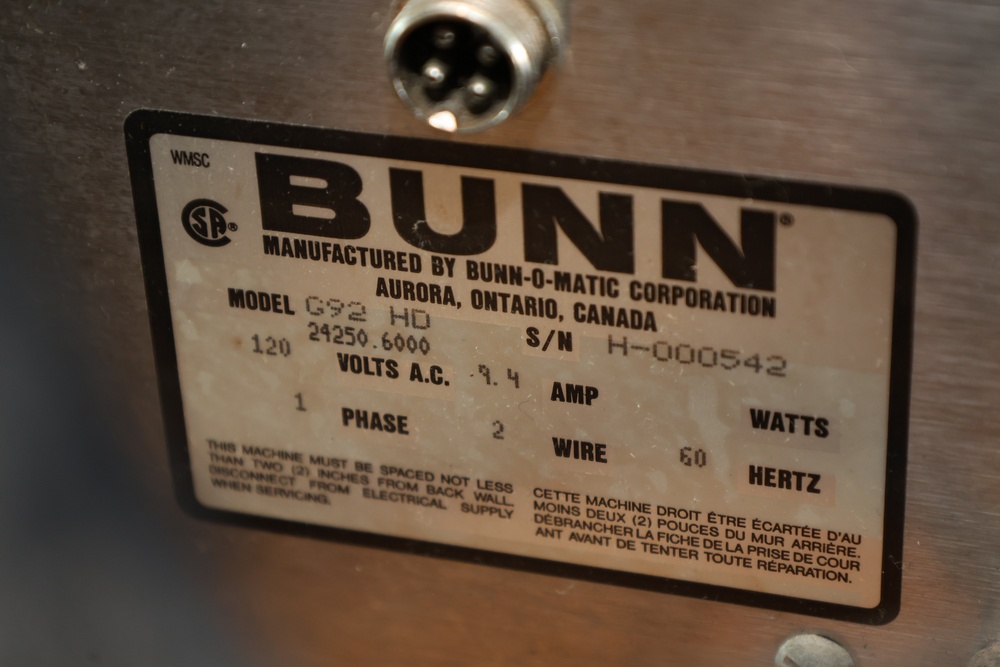 WMSC
BUNN®
CSA®
MANUFACTURED BY BUNN-O-MATIC CORPORATION
AURORA, ONTARIO, CANADA
MODEL G92 HD S/N H-000542
24250.6000
120 VOLTS A.C. 9.4 AMP WATTS
1 PHASE 2 WIRE 60 HERTZ
THIS MACHINE MUST BE SPACED NOT LESS
THAN TWO (2) INCHES FROM BACK WALL.
DISCONNECT FROM ELECTRICAL SUPPLY
WHEN SERVICING.
CETTE MACHINE DROIT ÊTRE ÉCARTÉE D'AU
MOINS DEUX (2) POUCES DU MUR ARRIÈRE.
DÉBRANCHER LA FICHE DE LA PRISE DE COUR
ANT AVANT DE TENTER TOUTE RÉPARATION.